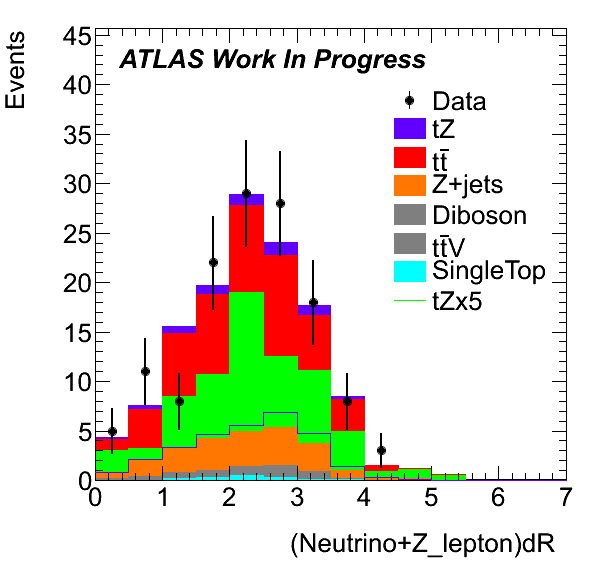 Events
45
40
35
30
25
20
15
10
5
0
ATLAS Work In Progress
Data
tZ
tt̄
Z+jets
Diboson
tt̄V
SingleTop
tZx5
0 1 2 3 4 5 6 7
(Neutrino+Z_lepton)dR